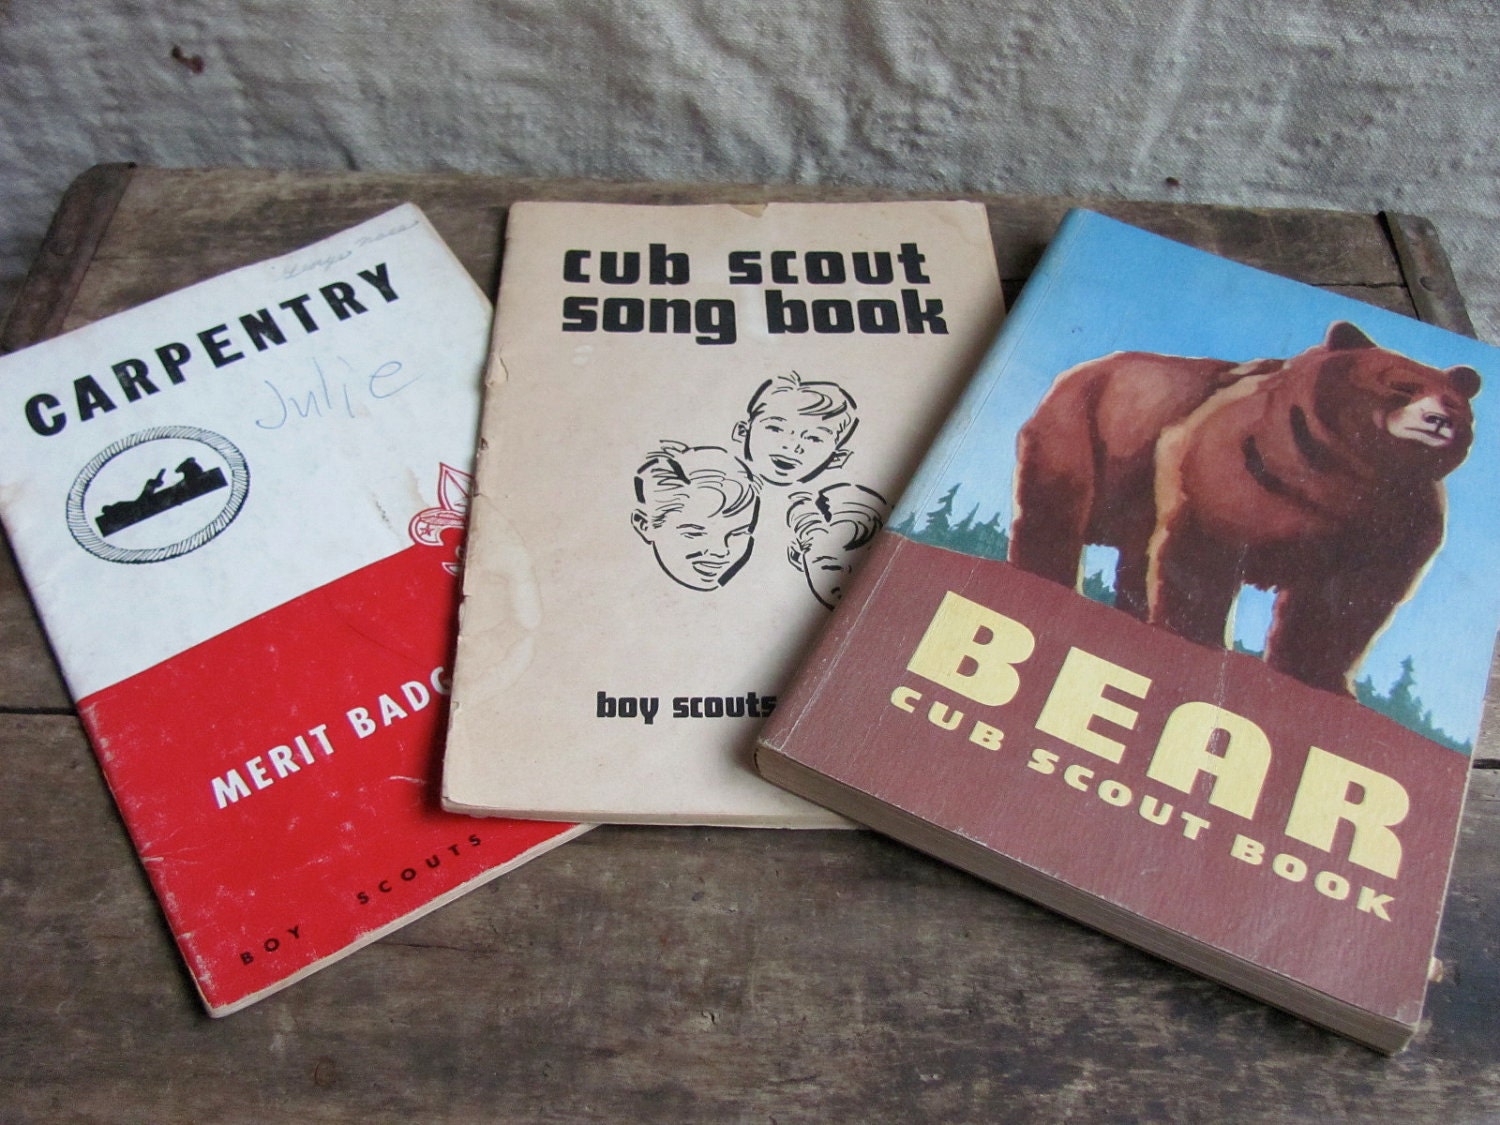 CARPENTRY
Julie
MERIT BADG
BOY SCOUTS
cub scout
song book
boy scouts
BEAR
CUB SCOUT BOOK